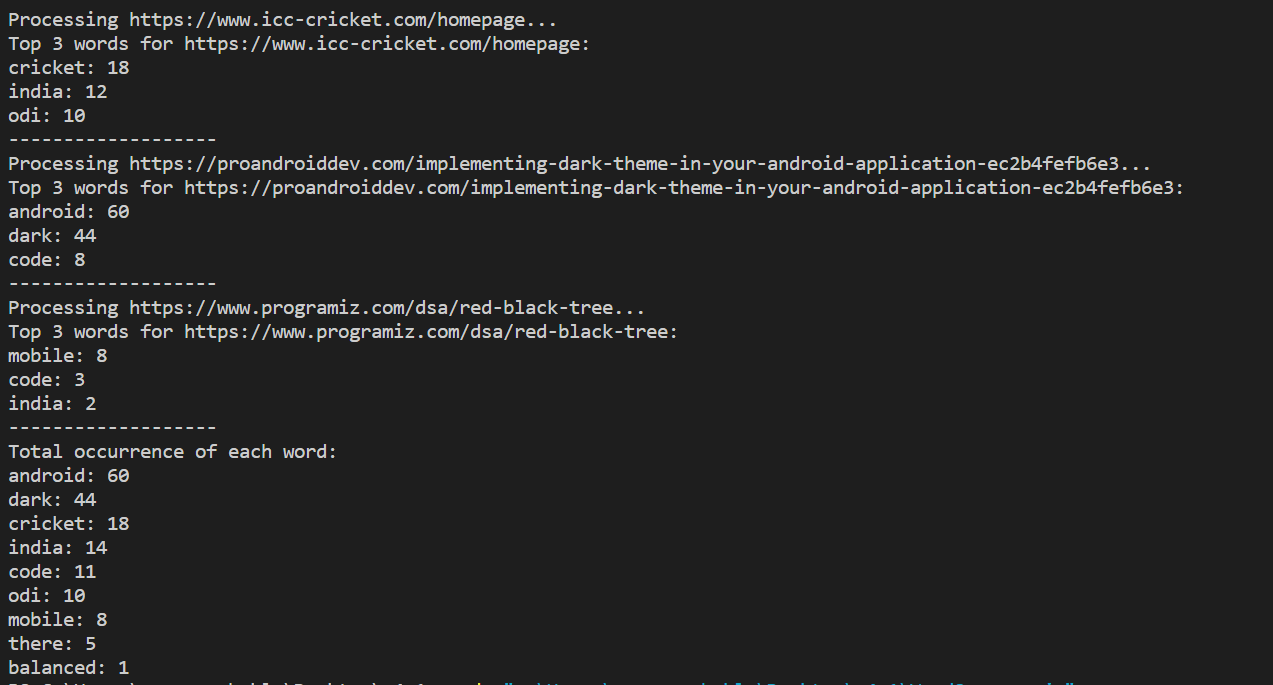 Processing https://www.icc-cricket.com/homepage...
Top 3 words for https://www.icc-cricket.com/homepage:
cricket: 18
india: 12
odi: 10
-------------------
Processing https://proandroiddev.com/implementing-dark-theme-in-your-android-application-ec2b4fefb6e3...
Top 3 words for https://proandroiddev.com/implementing-dark-theme-in-your-android-application-ec2b4fefb6e3:
android: 60
dark: 44
code: 8
-------------------
Processing https://www.programiz.com/dsa/red-black-tree...
Top 3 words for https://www.programiz.com/dsa/red-black-tree:
mobile: 8
code: 3
india: 2
-------------------
Total occurrence of each word:
android: 60
dark: 44
cricket: 18
india: 14
code: 11
odi: 10
mobile: 8
there: 5
balanced: 1